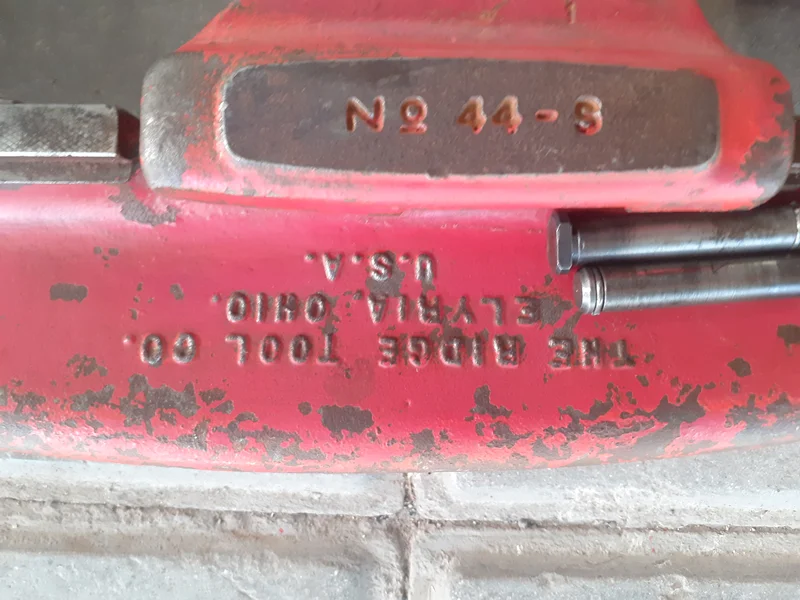 Nº 44-S
THE RIDGE TOOL CO.
ELYRIA, OHIO.
U.S.A.